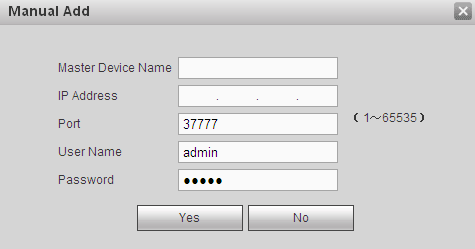 Manual Add
Master Device Name
IP Address . . .
Port 37777 （1～65535）
User Name admin
Password ●●●●●
Yes No